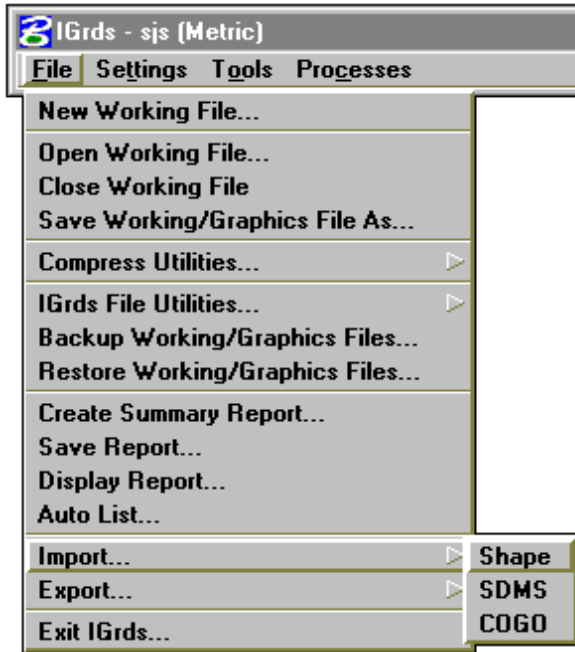 IGrds - sjs (Metric)
File Settings Tools Processes
New Working File...
Open Working File...
Close Working File
Save Working/Graphics File As...
Compress Utilities...
IGrds File Utilities...
Backup Working/Graphics Files...
Restore Working/Graphics Files...
Create Summary Report...
Save Report...
Display Report...
Auto List...
Import...
Shape
Export...
SDMS
COGO
Exit IGrds...